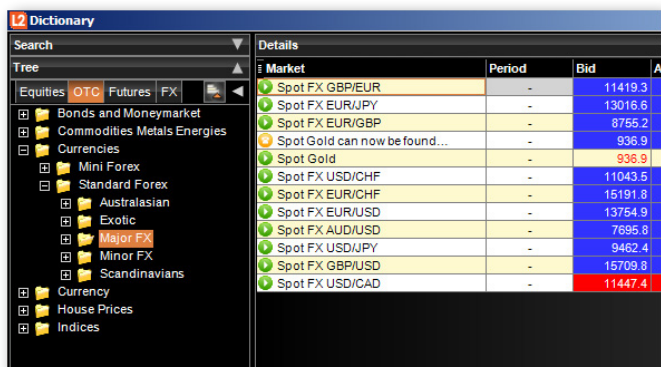 L2 Dictionary
Search
Tree
Equities OTC Futures FX
Bonds and Moneymarket
Commodities Metals Energies
Currencies
Mini Forex
Standard Forex
Australasian
Exotic
Major FX
Minor FX
Scandinavians
Currency
House Prices
Indices
Details
Market Period Bid A
Spot FX GBP/EUR - 11419.3
Spot FX EUR/JPY - 13016.6
Spot FX EUR/GBP - 8755.2
Spot Gold can now be found... - 936.9
Spot Gold - 936.9
Spot FX USD/CHF - 11043.5
Spot FX EUR/CHF - 15191.8
Spot FX EUR/USD - 13754.9
Spot FX AUD/USD - 7695.8
Spot FX USD/JPY - 9462.4
Spot FX GBP/USD - 15709.8
Spot FX USD/CAD - 11447.4